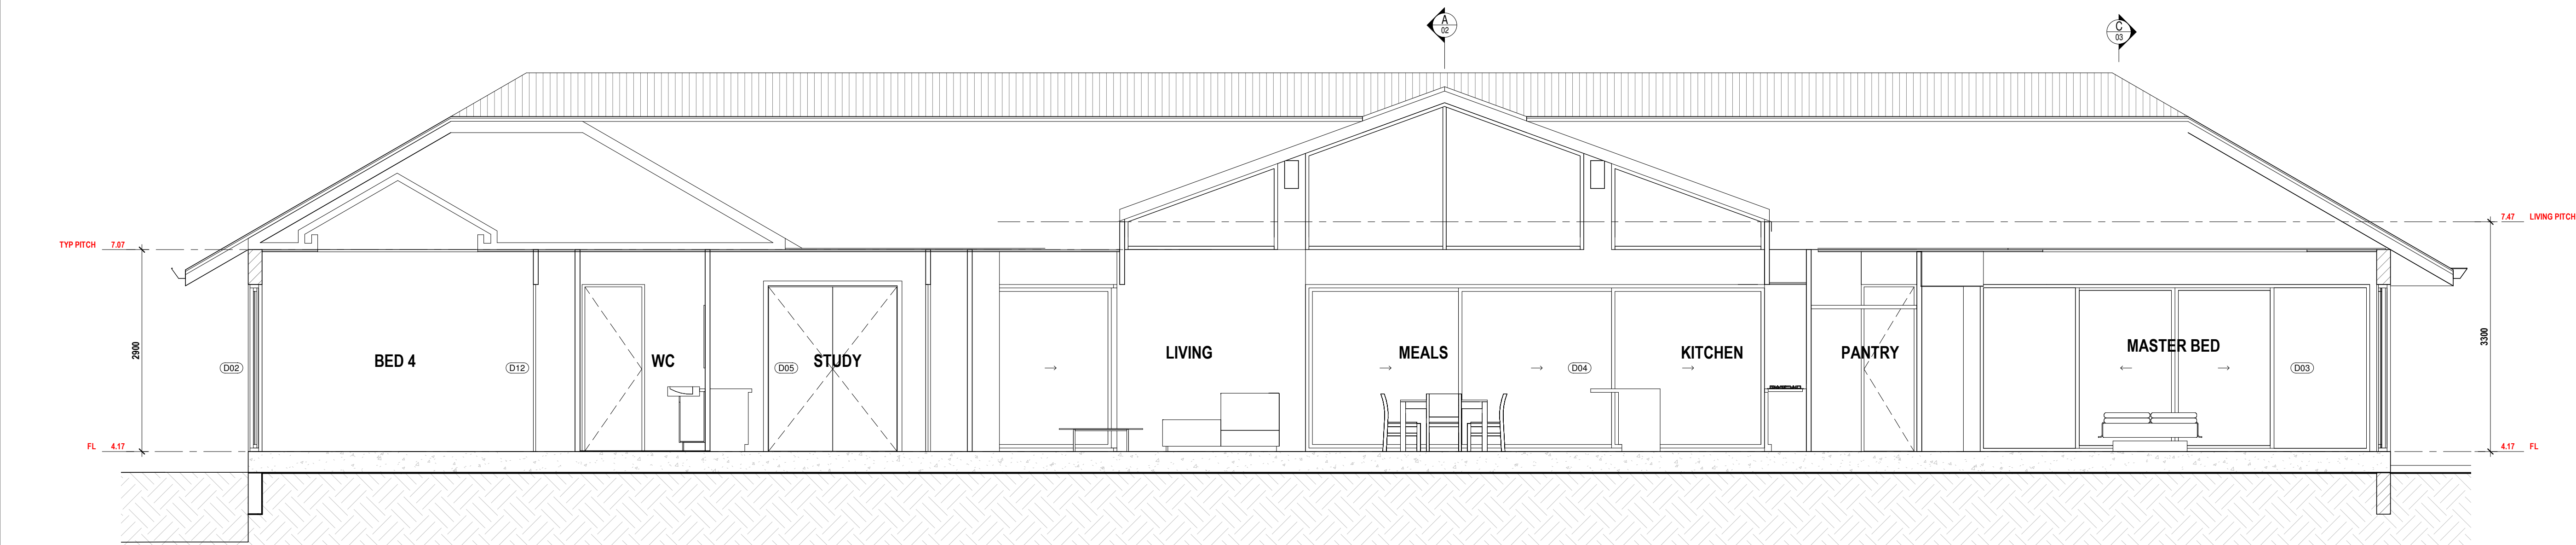 A
02
C
03
7.47 LIVING PITCH
TYP PITCH 7.07
2900
3300
BED 4
WC
STUDY
LIVING
MEALS
KITCHEN
PANTRY
MASTER BED
D02
D12
D05
D04
D03
FL 4.17
4.17 FL